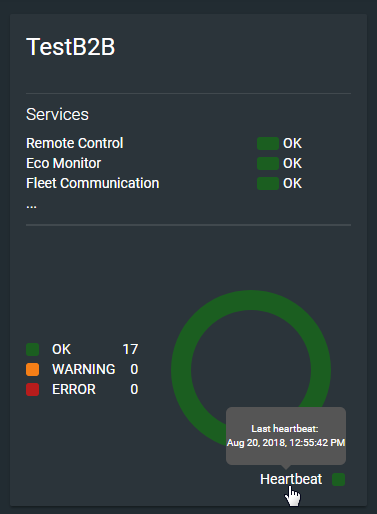 TestB2B
Services
Remote Control OK
Eco Monitor OK
Fleet Communication OK
...
OK 17
WARNING 0
ERROR 0
Last heartbeat:
Aug 20, 2018, 12:55:42 PM
Heartbeat